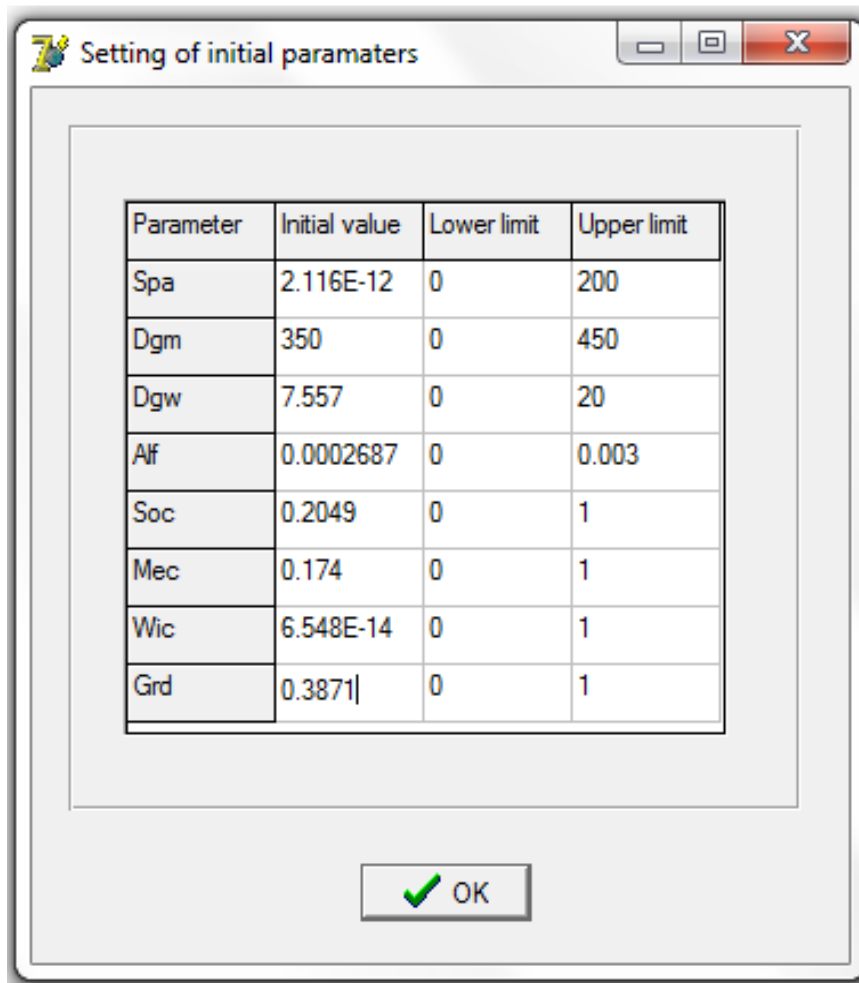 Setting of initial paramaters
Parameter Initial value Lower limit Upper limit
Spa 2.116E-12 0 200
Dgm 350 0 450
Dgw 7.557 0 20
Alf 0.0002687 0 0.003
Soc 0.2049 0 1
Mec 0.174 0 1
Wic 6.548E-14 0 1
Grd 0.3871 0 1
OK